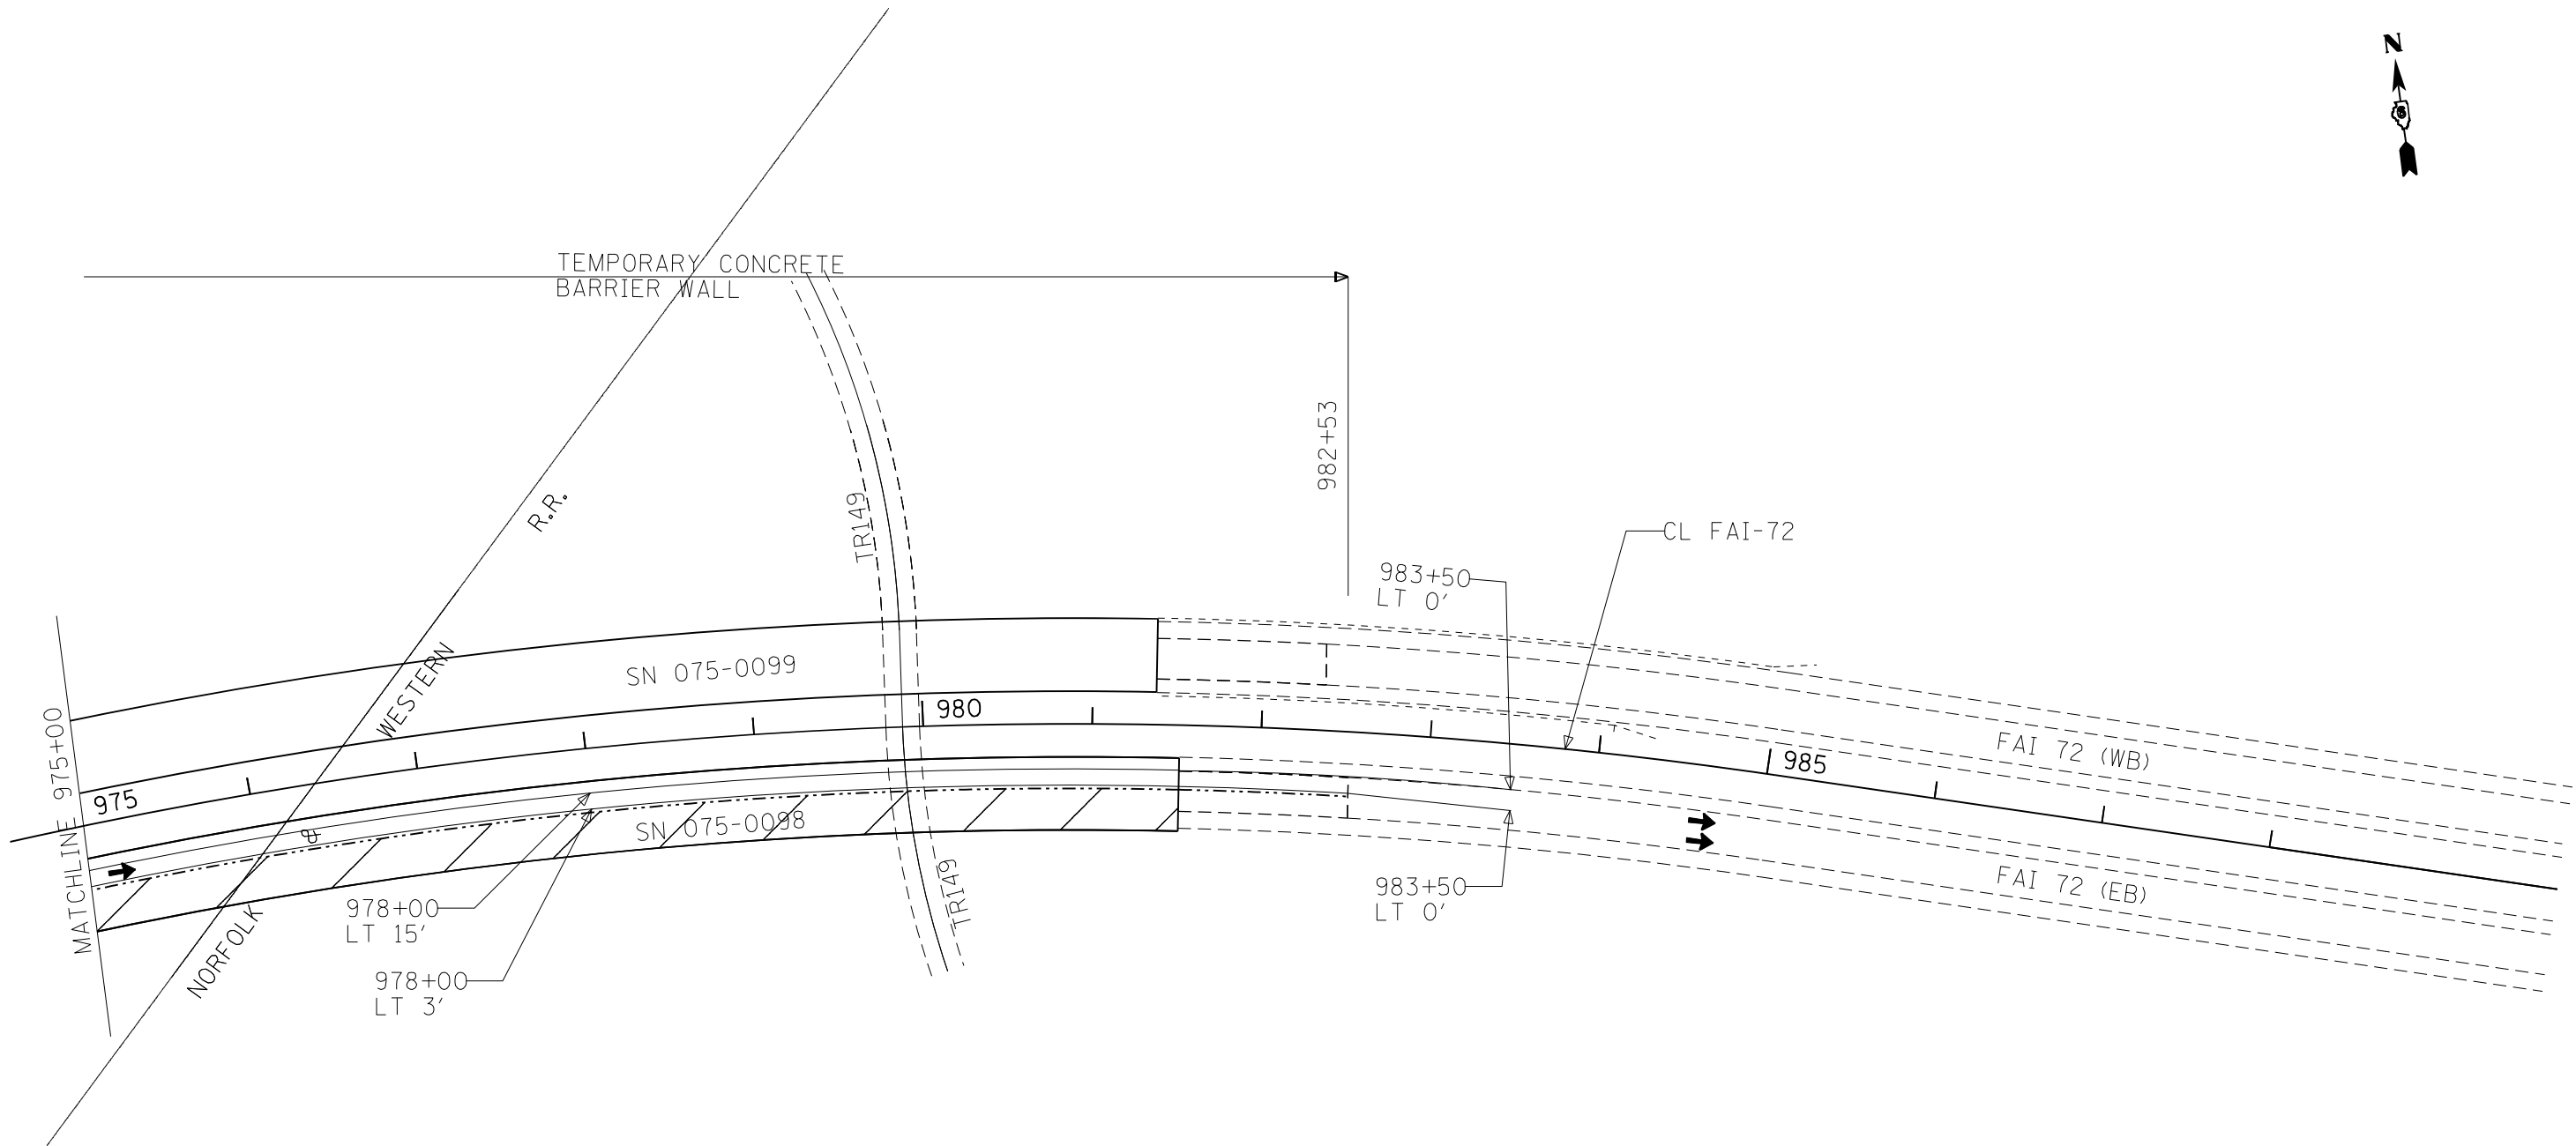 N
6
TEMPORARY CONCRETE
BARRIER WALL
982+53
R.R.
TR149
CL FAI-72
983+50
LT 0'
WESTERN
SN 075-0099
980
985
FAI 72 (WB)
MATCHLINE 975+00
975
SN 075-0098
FAI 72 (EB)
NORFOLK
978+00
LT 15'
TR149
983+50
LT 0'
978+00
LT 3'